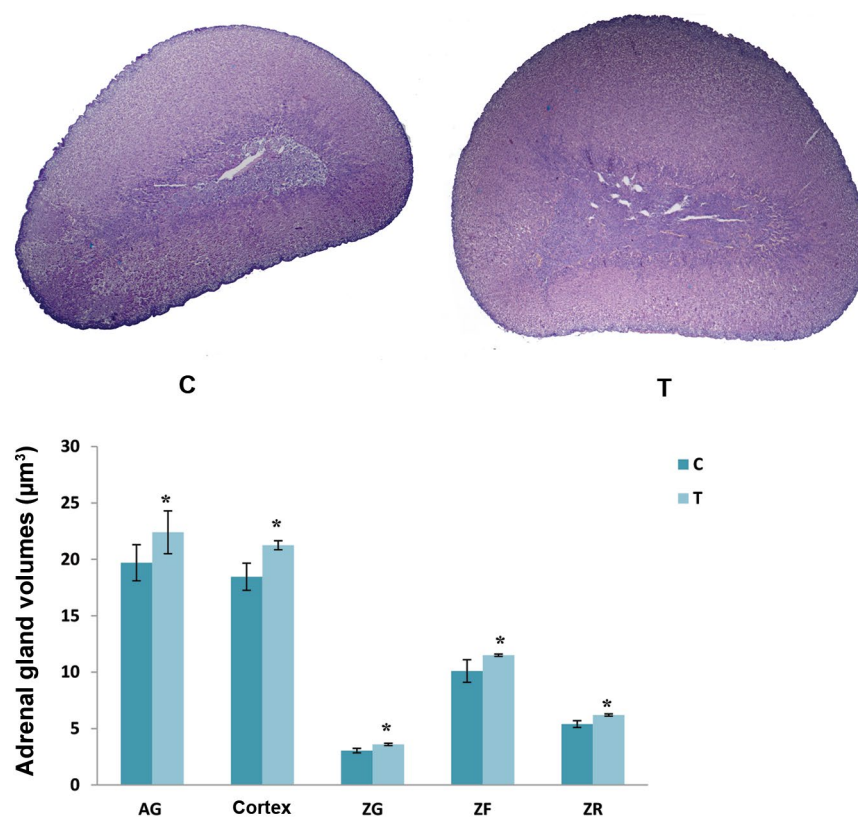 C
T
Adrenal gland volumes (µm³)
30
25
20
15
10
5
0
*
*
*
*
*
C
T
AG
Cortex
ZG
ZF
ZR